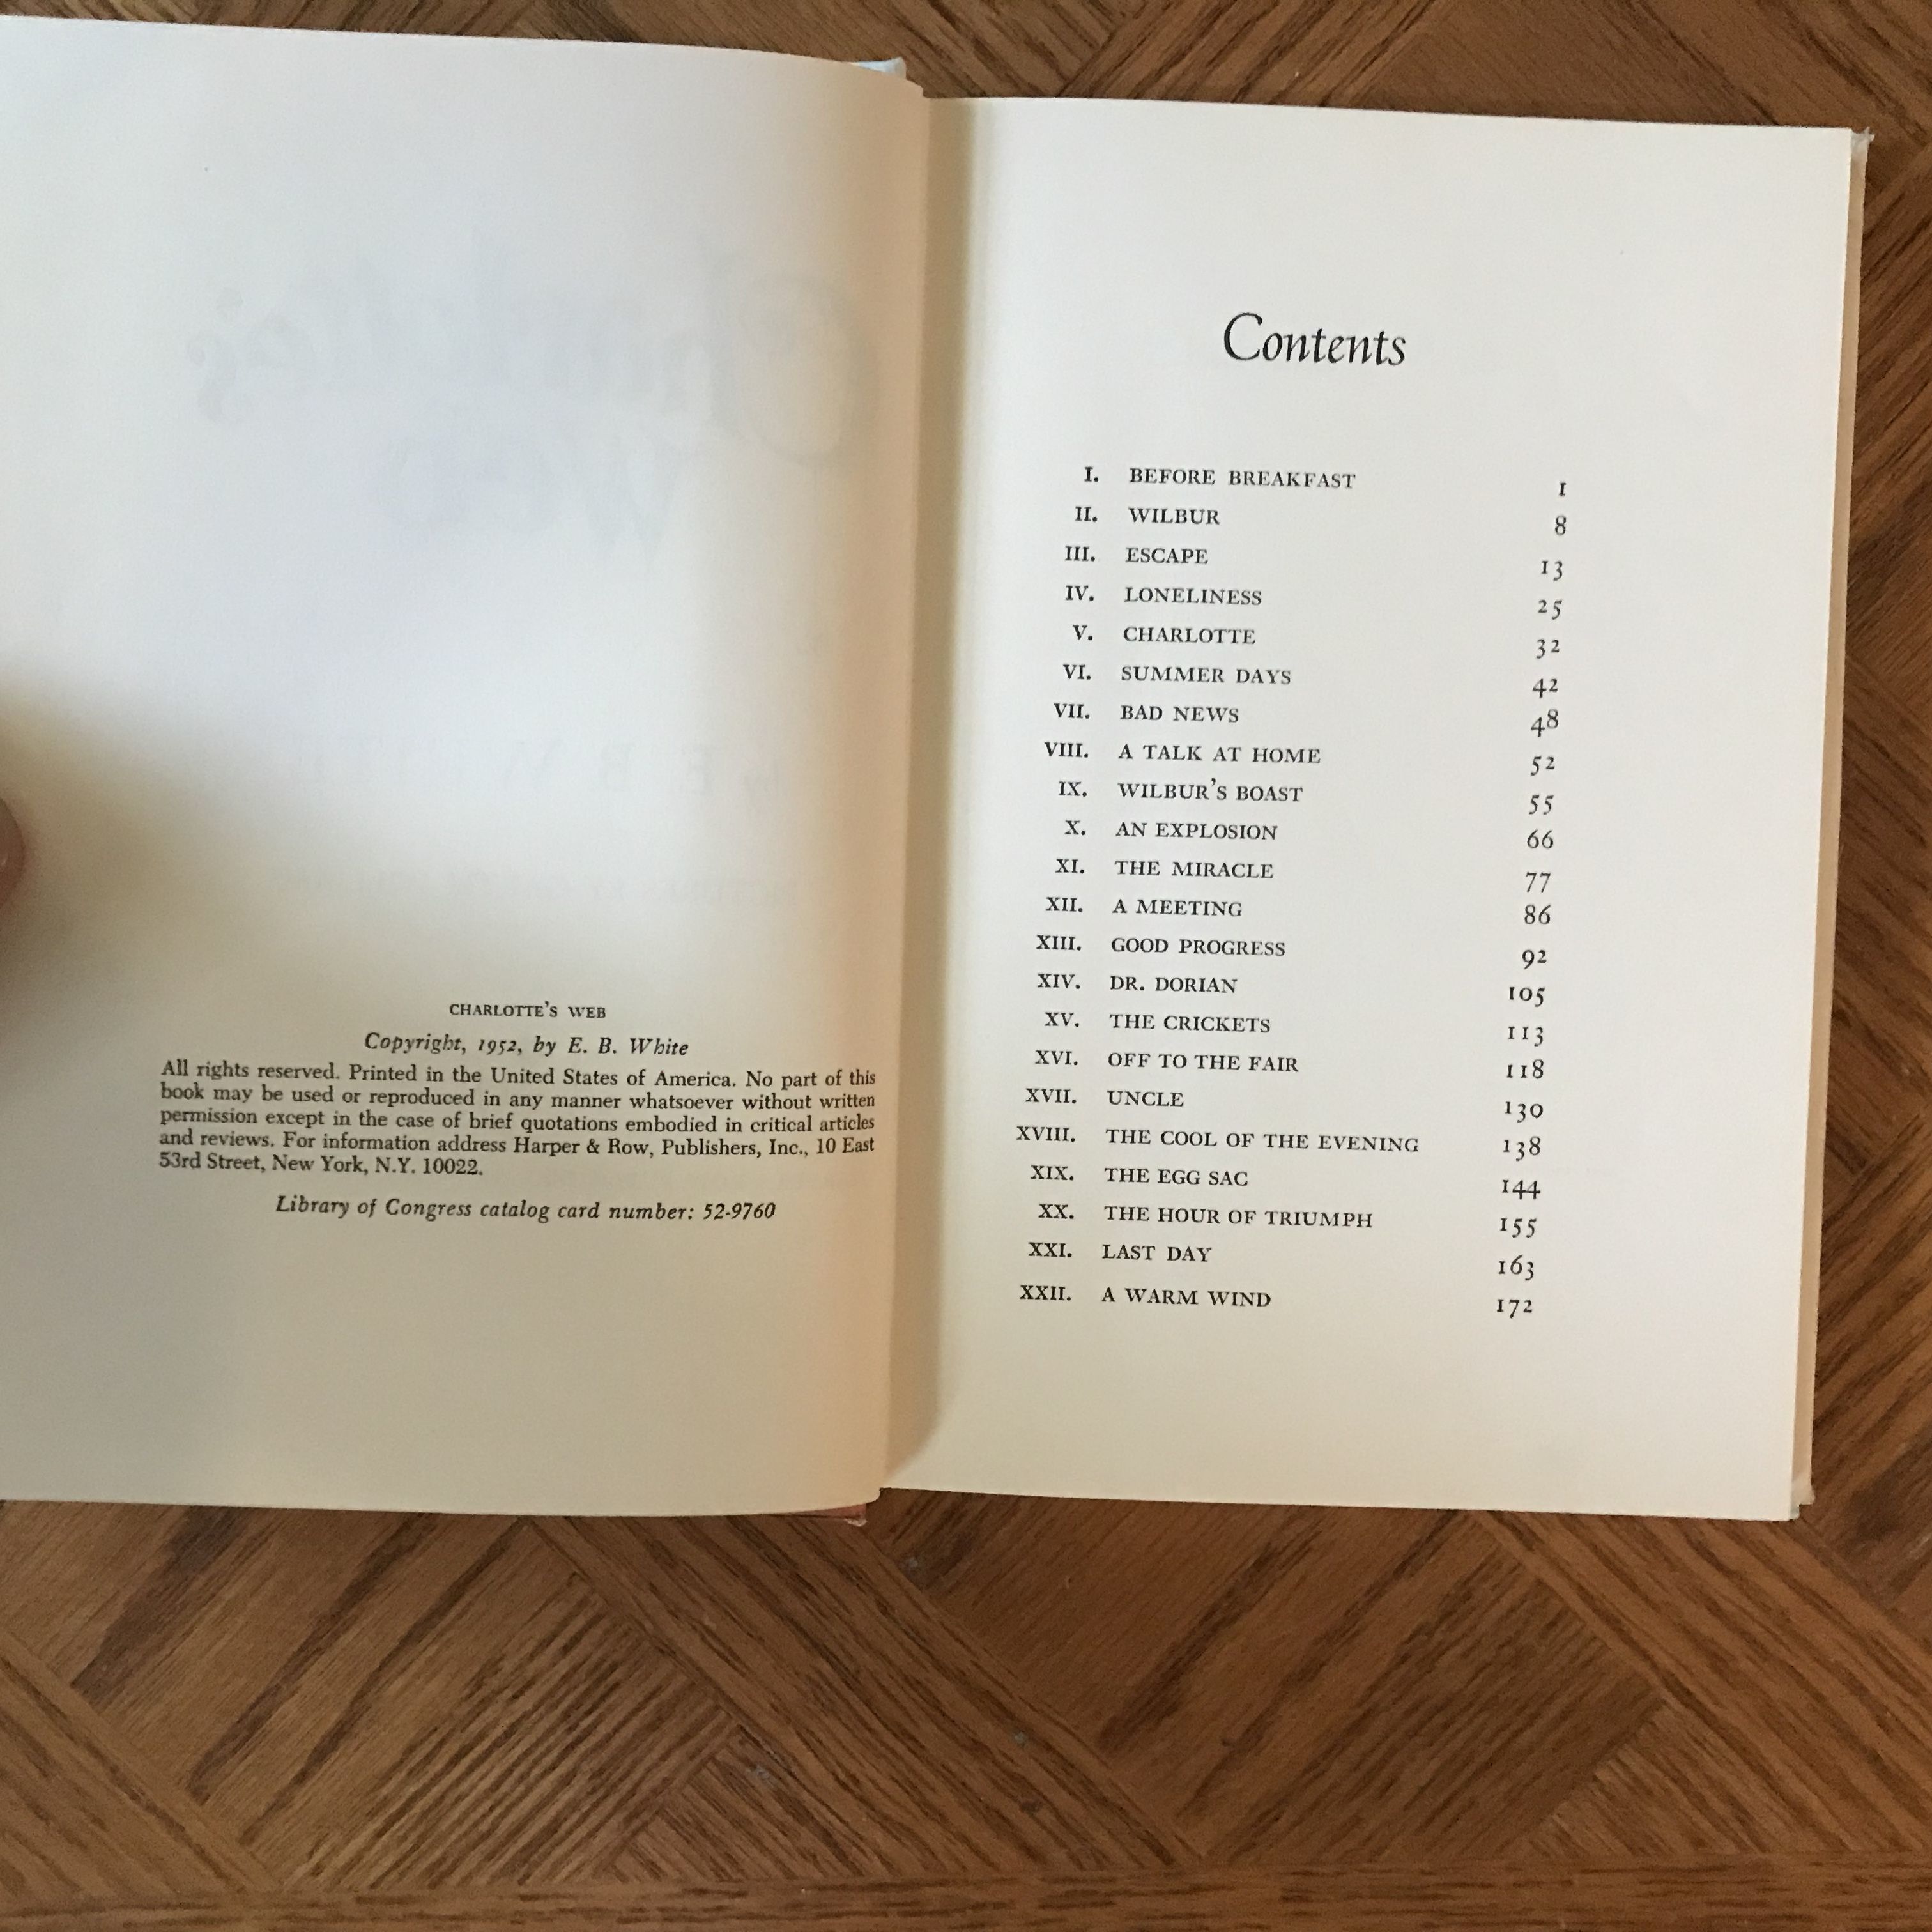 CHARLOTTE'S WEB
Copyright, 1952, by E. B. White
All rights reserved. Printed in the United States of America. No part of this
book may be used or reproduced in any manner whatsoever without written
permission except in the case of brief quotations embodied in critical articles
and reviews. For information address Harper & Row, Publishers, Inc., 10 East
53rd Street, New York, N.Y. 10022.
Library of Congress catalog card number: 52-9760
Contents
I. BEFORE BREAKFAST 1
II. WILBUR 8
III. ESCAPE 13
IV. LONELINESS 25
V. CHARLOTTE 32
VI. SUMMER DAYS 42
VII. BAD NEWS 48
VIII. A TALK AT HOME 52
IX. WILBUR'S BOAST 55
X. AN EXPLOSION 66
XI. THE MIRACLE 77
XII. A MEETING 86
XIII. GOOD PROGRESS 92
XIV. DR. DORIAN 105
XV. THE CRICKETS 113
XVI. OFF TO THE FAIR 118
XVII. UNCLE 130
XVIII. THE COOL OF THE EVENING 138
XIX. THE EGG SAC 144
XX. THE HOUR OF TRIUMPH 155
XXI. LAST DAY 163
XXII. A WARM WIND 172